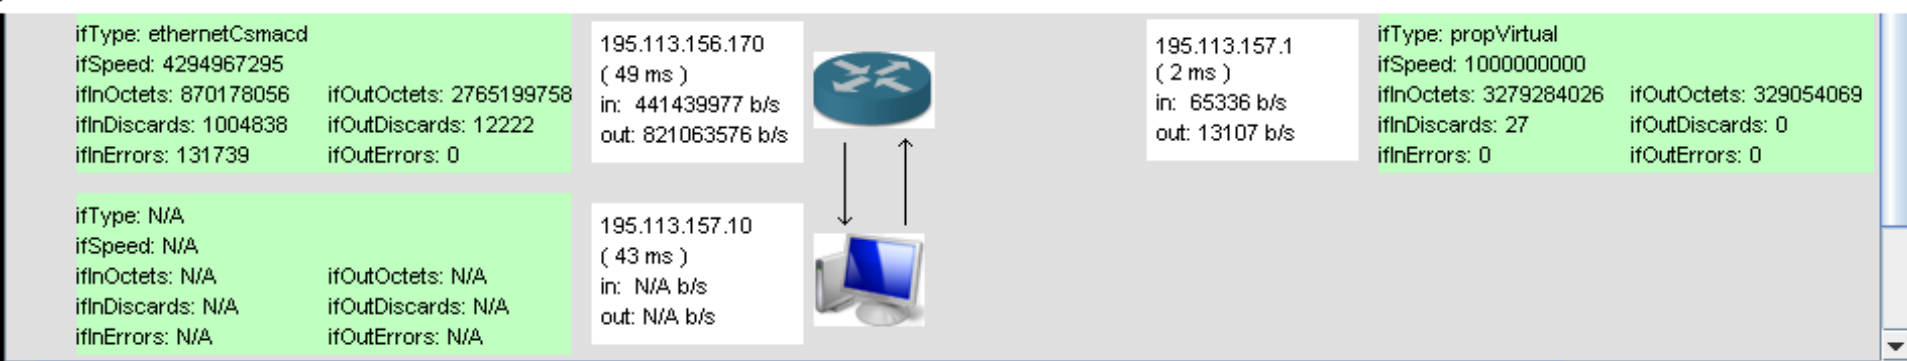 ifType: ethernetCsmacd
ifSpeed: 4294967295
ifInOctets: 870178056 ifOutOctets: 2765199758
ifInDiscards: 1004838 ifOutDiscards: 12222
ifInErrors: 131739 ifOutErrors: 0
195.113.156.170
( 49 ms )
in: 441439977 b/s
out: 821063576 b/s
195.113.157.1
( 2 ms )
in: 65336 b/s
out: 13107 b/s
ifType: propVirtual
ifSpeed: 1000000000
ifInOctets: 3279284026 ifOutOctets: 329054069
ifInDiscards: 27 ifOutDiscards: 0
ifInErrors: 0 ifOutErrors: 0
ifType: N/A
ifSpeed: N/A
ifInOctets: N/A ifOutOctets: N/A
ifInDiscards: N/A ifOutDiscards: N/A
ifInErrors: N/A ifOutErrors: N/A
195.113.157.10
( 43 ms )
in: N/A b/s
out: N/A b/s